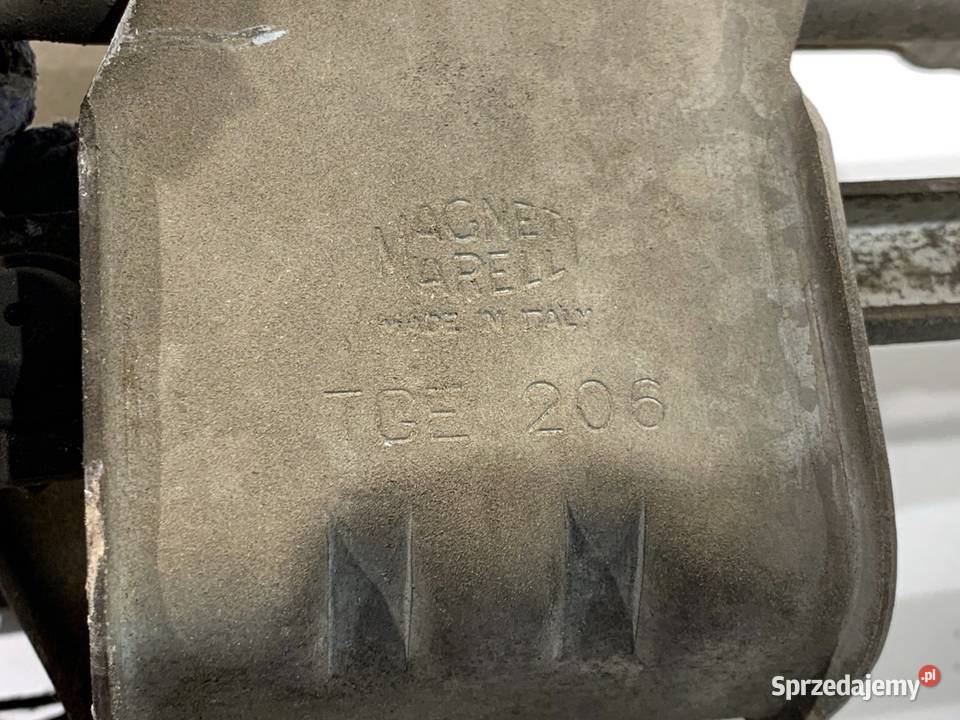 MAGNETI
MARELLI
MADE IN ITALY
TGE 206
Sprzedajemy.pl